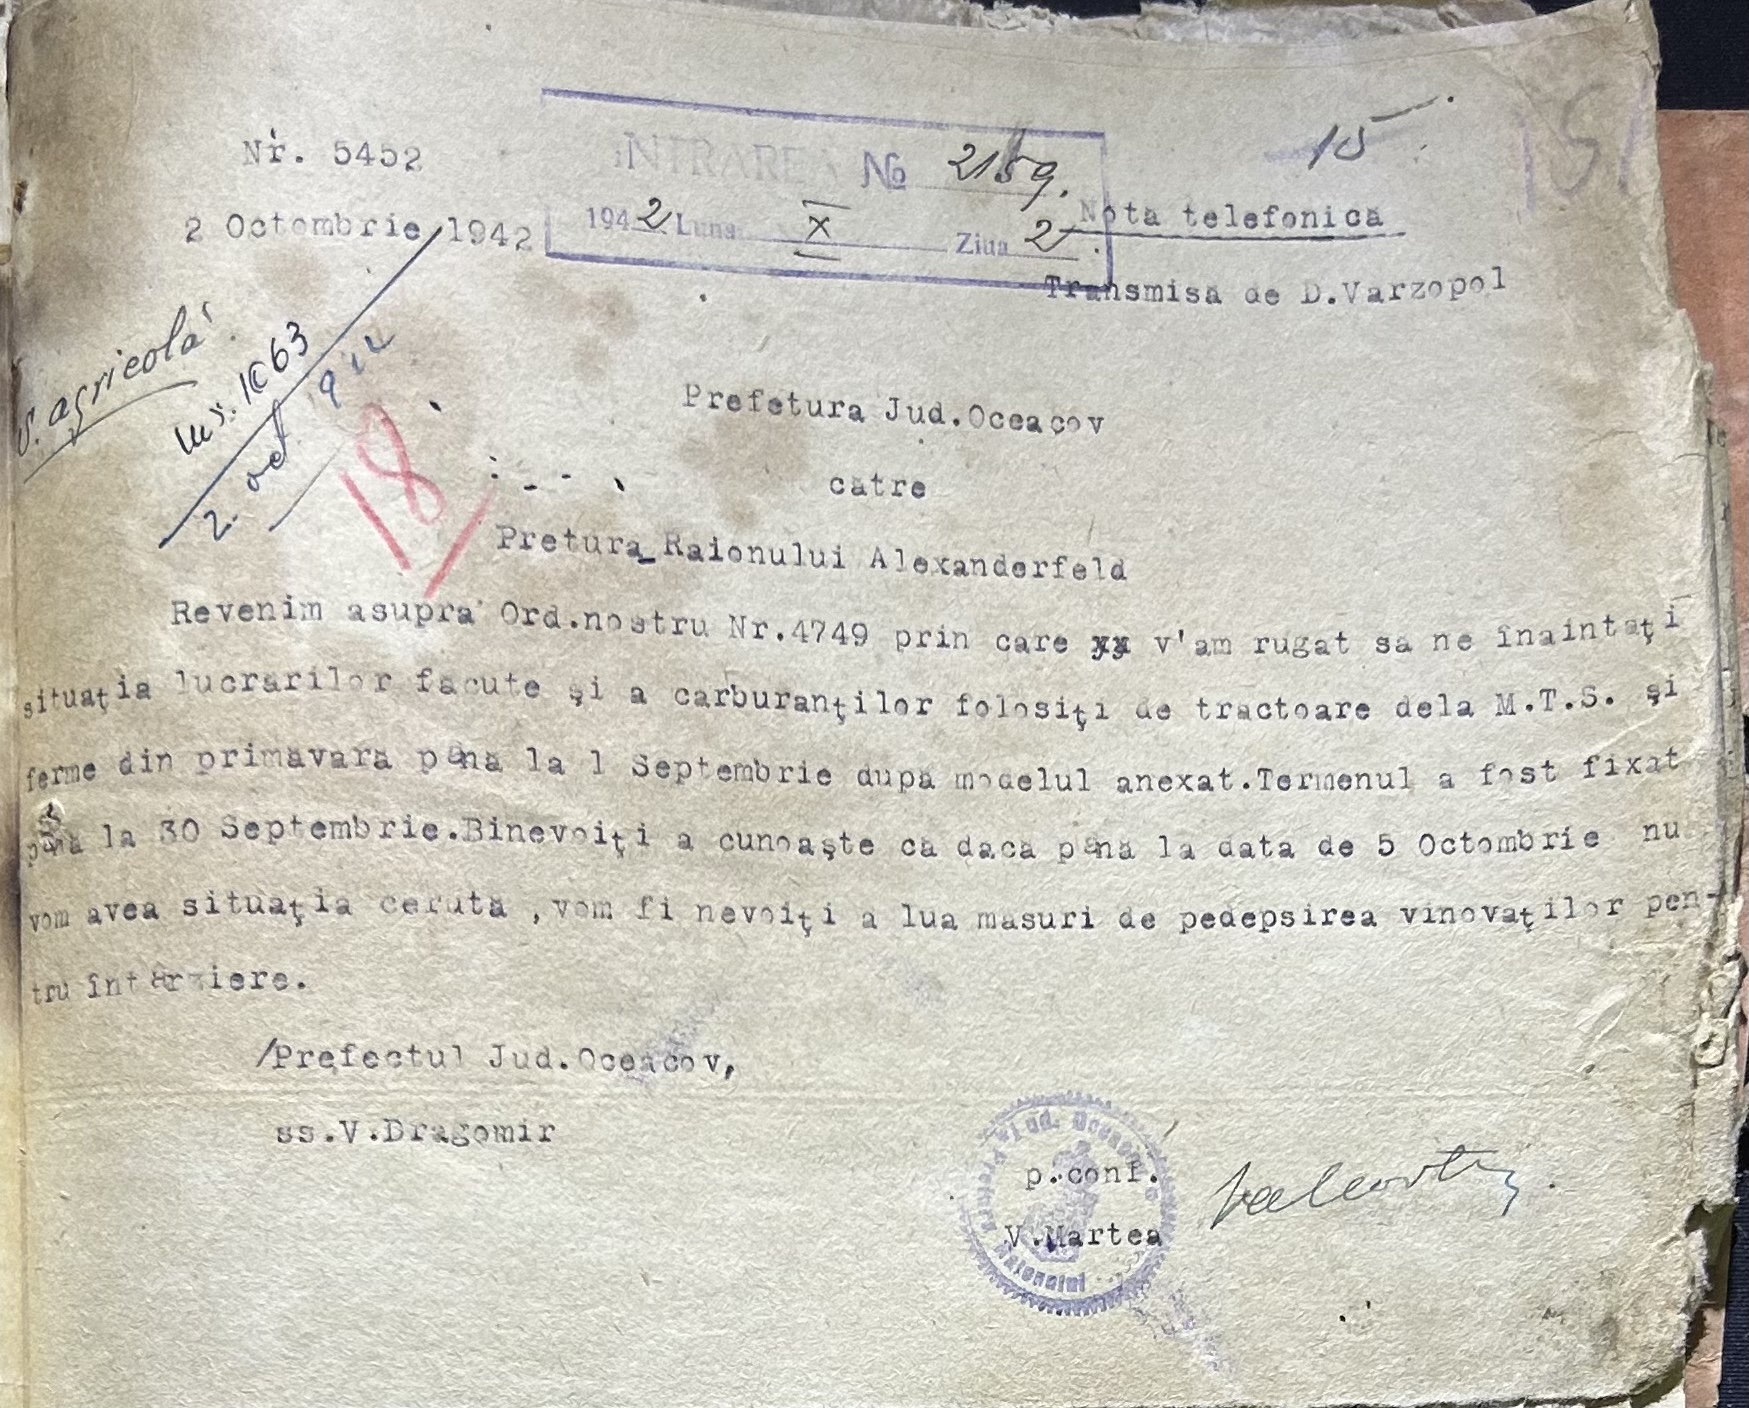 Nr. 5452
INTRAREA № 2159.
15
2 Octombrie 1942
1942 Luna X Ziua 2
Nota telefonica
Transmisa de D.Varzopol
S. agricolă
1063
2. oct 942
18
Prefetura Jud.Oceacov
catre
Pretura Raionului Alexanderfeld
Revenim asupra Ord.nostru Nr.4749 prin care xx v'am rugat sa ne înaintaţi
situaţia lucrarilor facute şi a carburanţilor folosiţi de tractoare dela M.T.S. şi
ferme din primavara pâna la 1 Septembrie dupa modelul anexat.Termenul a fost fixat
pâna la 30 Septembrie.Binevoiţi a cunoaşte ca daca pâna la data de 5 Octombrie nu
vom avea situaţia ceruta ,vom fi nevoiţi a lua masuri de pedepsirea vinovaţilor pen-
tru întârziere.
/Prefectul Jud.Oceacov,
ss.V.Dragomir
p.conf.
V.Martea